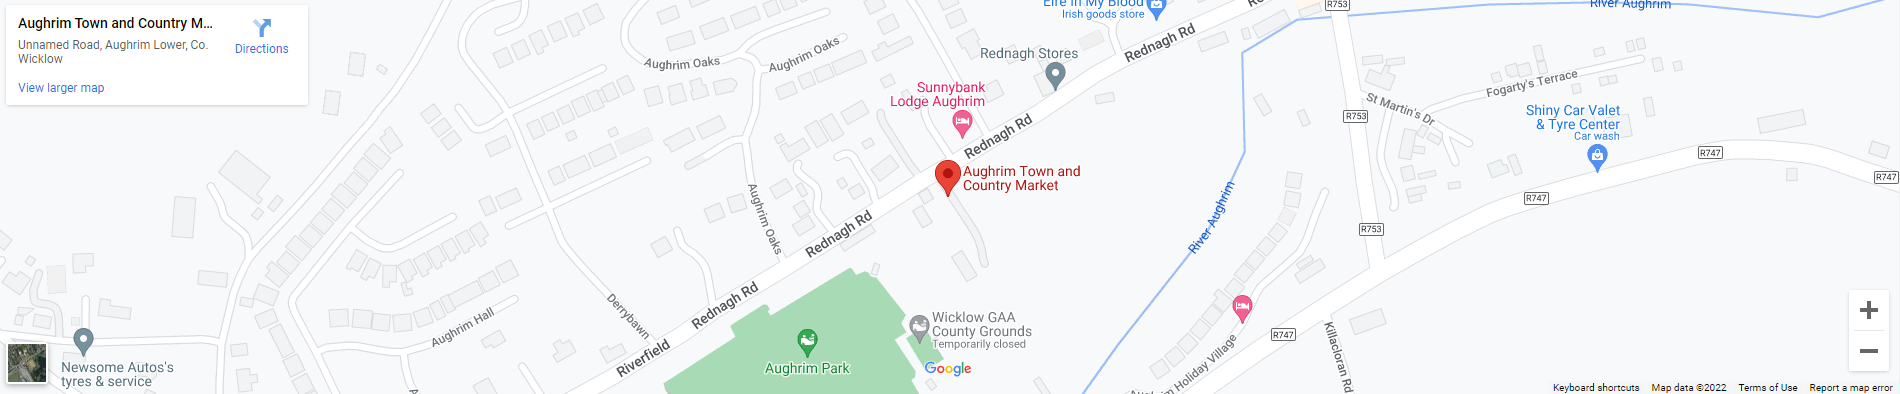 Aughrim Town and Country M...
Unnamed Road, Aughrim Lower, Co.
Wicklow
Directions
View larger map
Eire In My Blood
Irish goods store
River Aughrim
R753
Rednagh Rd
Rednagh Stores
Aughrim Oaks
Aughrim Oaks
Sunnybank
Lodge Aughrim
Rednagh Rd
Fogarty's Terrace
St Martin's Dr
R753
Shiny Car Valet
& Tyre Center
Car wash
R747
R747
Aughrim Town and
Country Market
Aughrim Oaks
Rednagh Rd
River Aughrim
R747
R753
Rednagh Rd
Derrybawn
Aughrim Hall
Riverfield
Aughrim Park
Wicklow GAA
County Grounds
Temporarily closed
Google
R747
Killacloran Rd
Holiday Village
Newsome Autos's
tyres & service
Keyboard shortcuts
Map data ©2022
Terms of Use
Report a map error